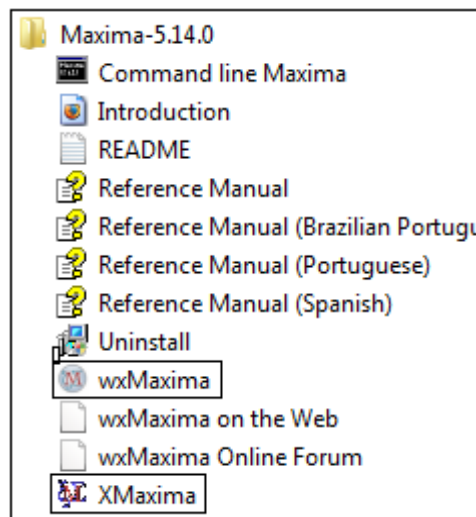 Maxima-5.14.0
Command line Maxima
Introduction
README
Reference Manual
Reference Manual (Brazilian
Reference Manual (Portuguese)
Reference Manual (Spanish)
Uninstall
wxMaxima
wxMaxima on the Web
wxMaxima Online Forum
XMaxima